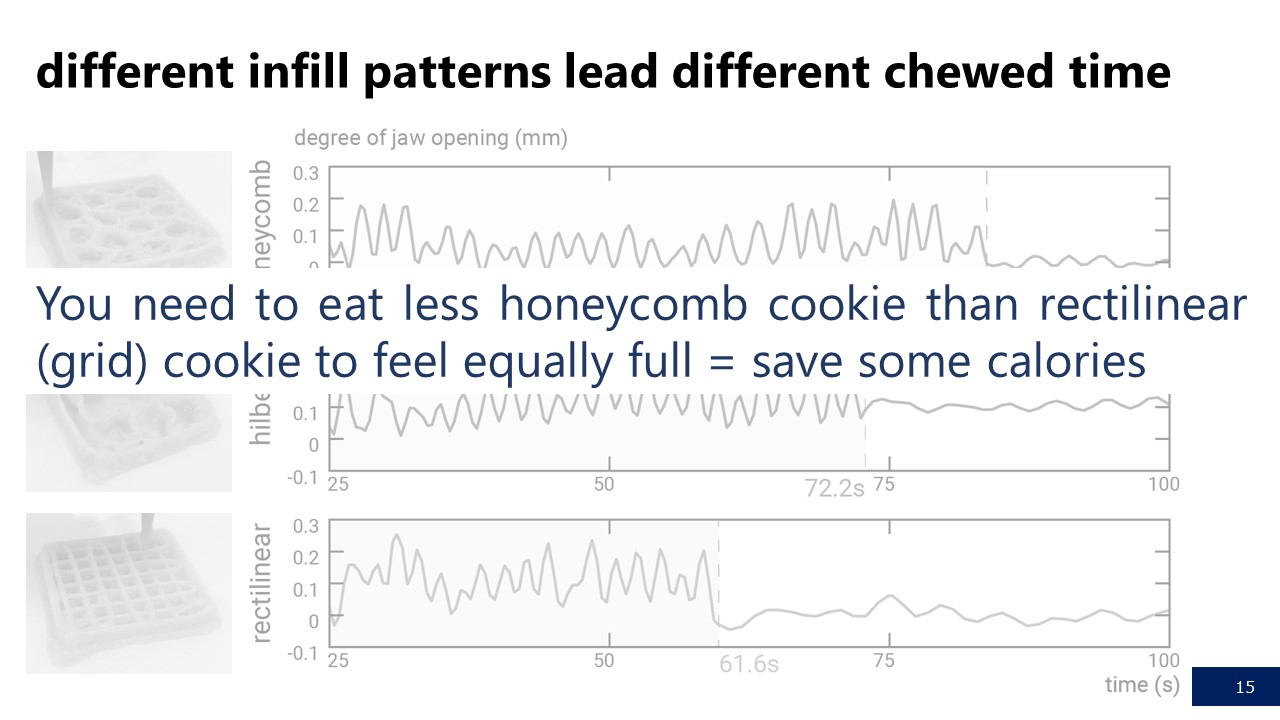 different infill patterns lead different chewed time
degree of jaw opening (mm)
0.3
0.2
0.1
0
You need to eat less honeycomb cookie than rectilinear
(grid) cookie to feel equally full = save some calories
0.1
0
-0.1
25
50
72.2s
75
100
rectilinear
0.3
0.2
0.1
0
-0.1
25
50
61.6s
75
100
time (s)
15